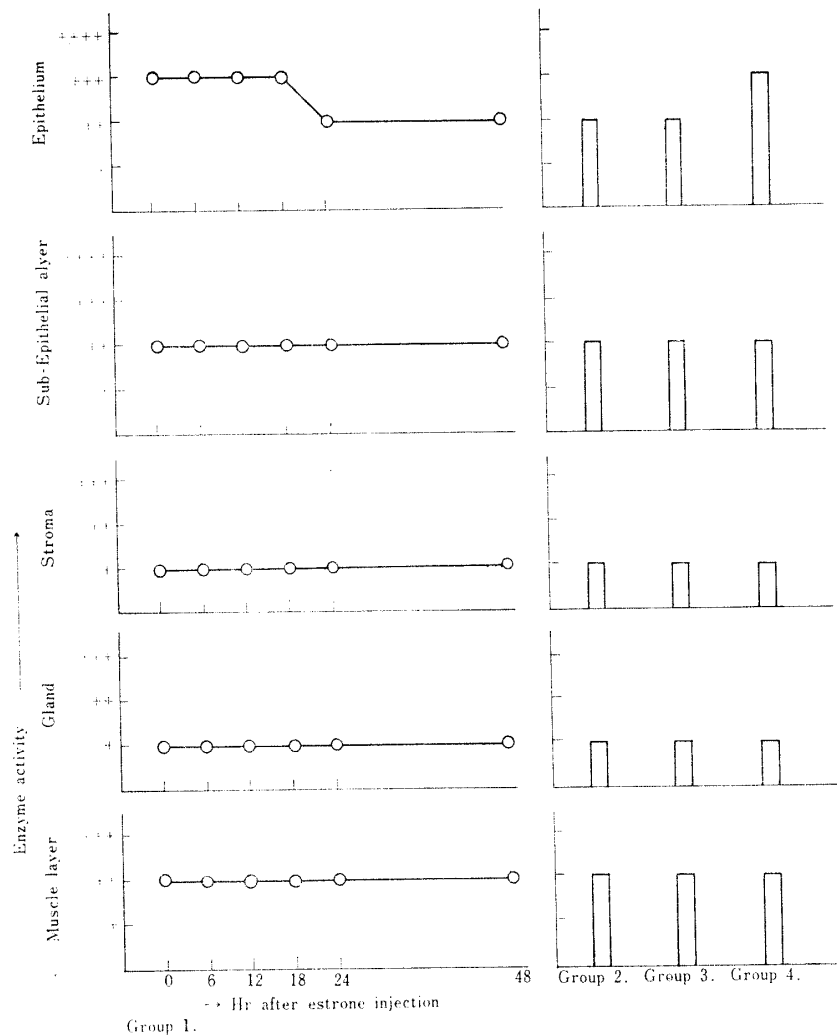 Epithelium
++++
+++
++
Sub-Epithelial alyer
Stroma
Gland
++
+
Muscle layer
Enzyme activity
0 6 12 18 24 48
→ Hr after estrone injection
Group 1.
Group 2. Group 3. Group 4.